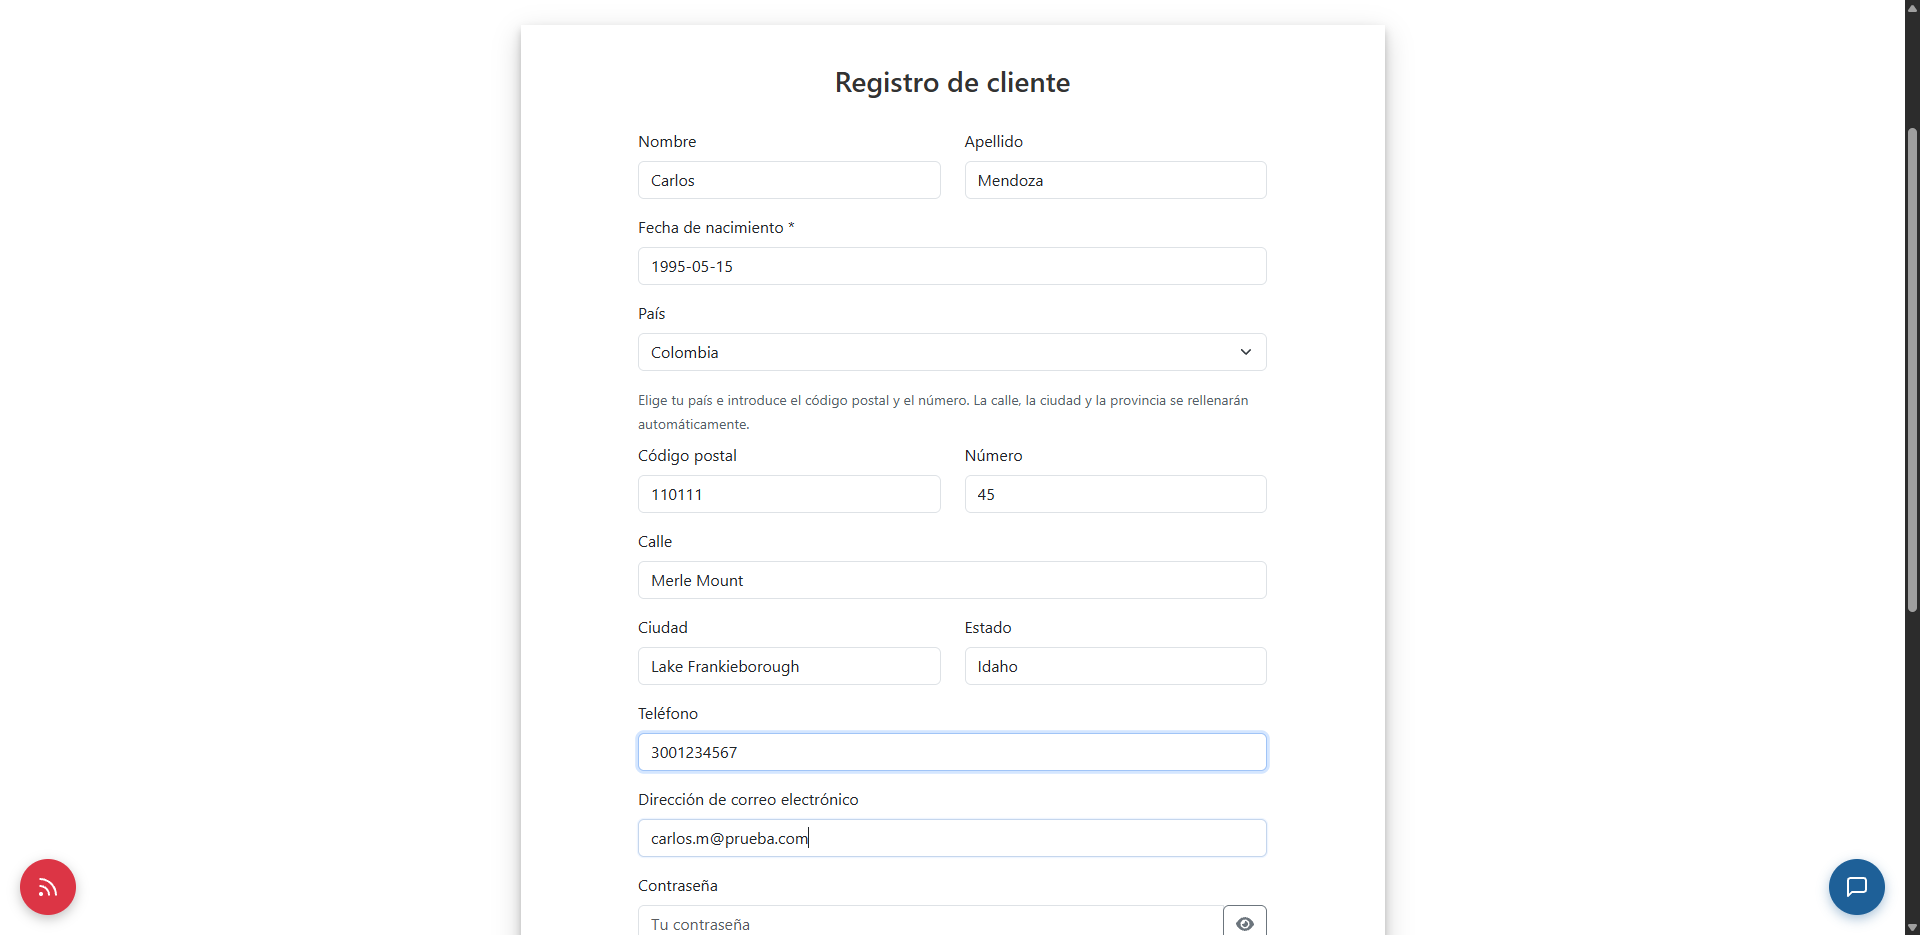 Registro de cliente
Nombre
Apellido
Carlos
Mendoza
Fecha de nacimiento *
1995-05-15
País
Colombia
Elige tu país e introduce el código postal y el número. La calle, la ciudad y la provincia se rellenarán
automáticamente.
Código postal
Número
110111
45
Calle
Merle Mount
Ciudad
Estado
Lake Frankieborough
Idaho
Teléfono
3001234567
Dirección de correo electrónico
carlos.m@prueba.com
Contraseña
Tu contraseña